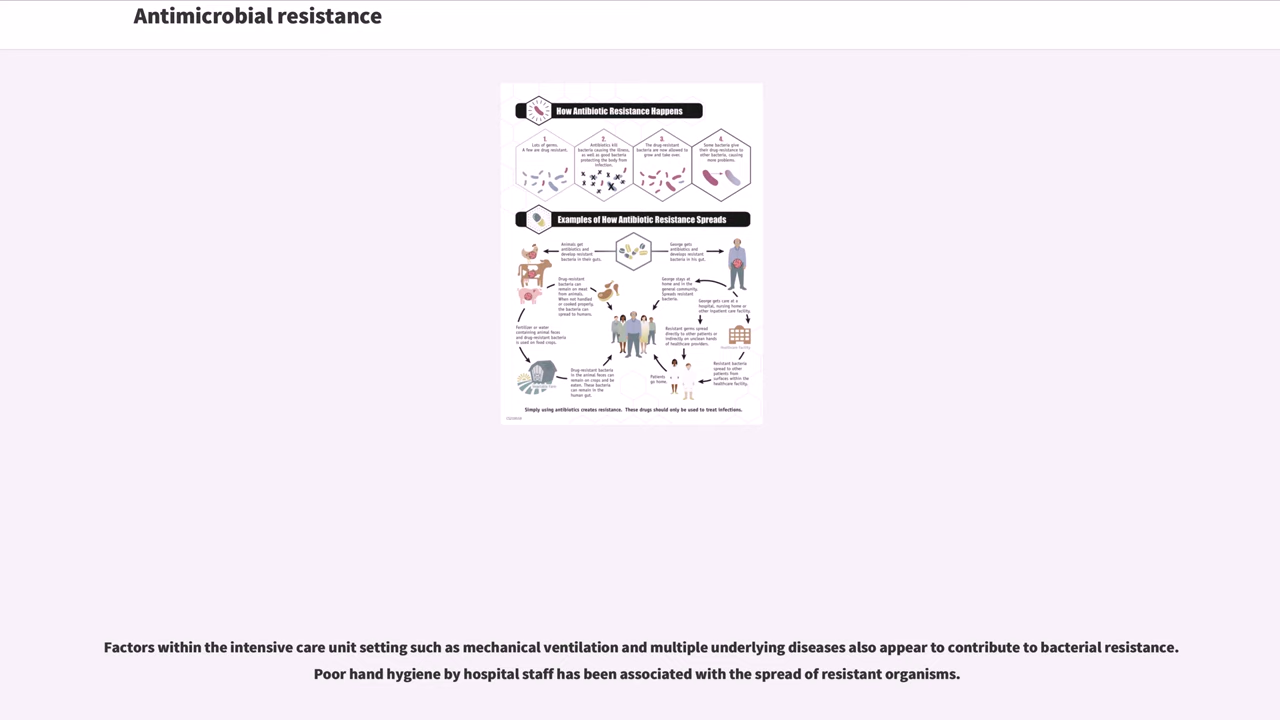 Antimicrobial resistance
How Antibiotic Resistance Happens
1.
Lots of germs.
A few are drug resistant.
2.
Antibiotics kill
bacteria causing the illness,
as well as good bacteria
protecting the body from
infection.
3.
The drug-resistant
bacteria are now allowed to
grow and take over.
4.
Some bacteria give
their drug-resistance to
other bacteria, causing
more problems.
Examples of How Antibiotic Resistance Spreads
Animals get
antibiotics and
develop resistant
bacteria in their guts.
George gets
antibiotics and
develops resistant
bacteria in his gut.
Drug-resistant
bacteria can
remain on meat
from animals.
When not handled
or cooked properly,
the bacteria can
spread to humans.
George stays at
home and in the
general community.
Spreads resistant
bacteria.
George gets care at a
hospital, nursing home or
other inpatient care facility.
Fertilizer or water
containing animal feces
and drug-resistant bacteria
is used on food crops.
Resistant germs spread
directly to other patients or
indirectly on unclean hands
of healthcare providers.
Healthcare Facility
Resistant bacteria
spread to other
patients from
surfaces within the
healthcare facility.
Vegetable Farm
Drug-resistant bacteria
in the animal feces can
remain on crops and be
eaten. These bacteria
can remain in the
human gut.
Patients
go home.
Simply using antibiotics creates resistance. These drugs should only be used to treat infections.
Factors within the intensive care unit setting such as mechanical ventilation and multiple underlying diseases also appear to contribute to bacterial resistance.
Poor hand hygiene by hospital staff has been associated with the spread of resistant organisms.